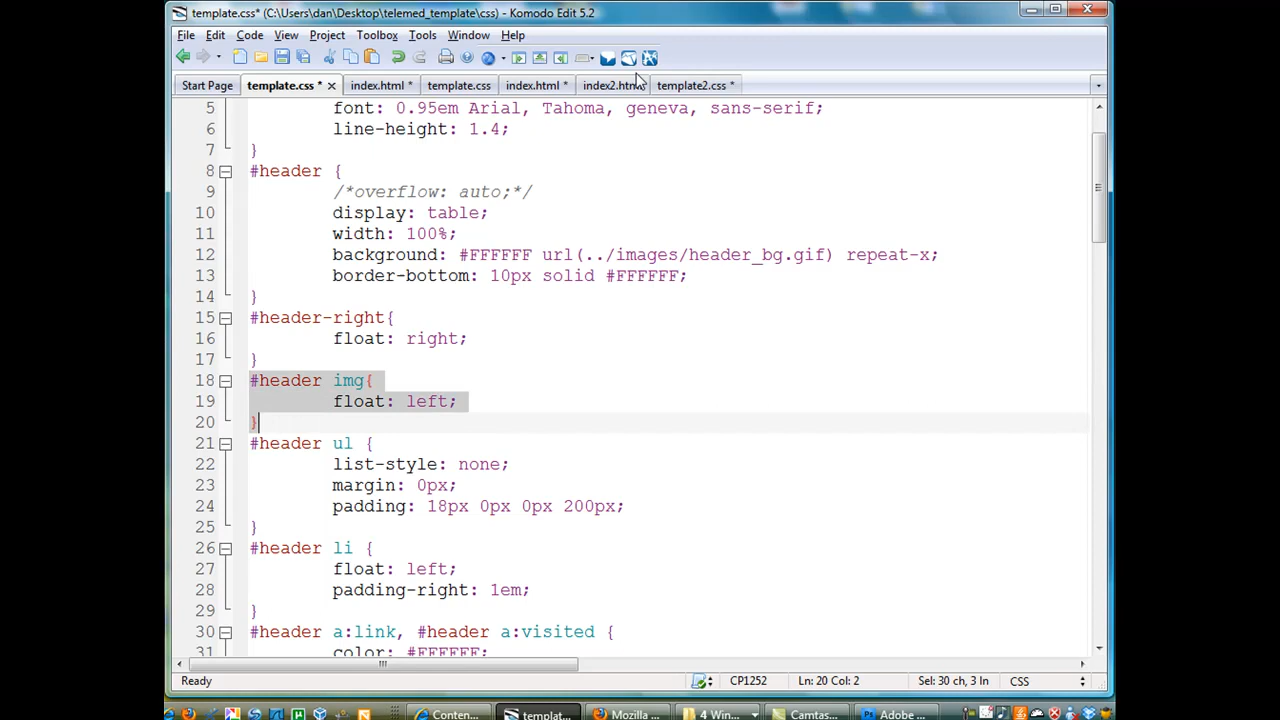 template.css* (C:\Users\dan\Desktop\telemed_template\css) - Komodo Edit 5.2
File Edit Code View Project Toolbox Tools Window Help
Start Page template.css * index.html * template.css index.html * index2.html template2.css *
5 font: 0.95em Arial, Tahoma, geneva, sans-serif;
6 line-height: 1.4;
7 }
8 #header {
9 /*overflow: auto;*/
10 display: table;
11 width: 100%;
12 background: #FFFFFF url(../images/header_bg.gif) repeat-x;
13 border-bottom: 10px solid #FFFFFF;
14 }
15 #header-right{
16 float: right;
17 }
18 #header img{
19 float: left;
20 }
21 #header ul {
22 list-style: none;
23 margin: 0px;
24 padding: 18px 0px 0px 200px;
25 }
26 #header li {
27 float: left;
28 padding-right: 1em;
29 }
30 #header a:link, #header a:visited {
31 color: #FFFFFF;
Ready CP1252 Ln: 20 Col: 2 Sel: 30 ch, 3 ln CSS
Conten... templat... Mozilla ... 4 Win... Camtas... Adobe ...